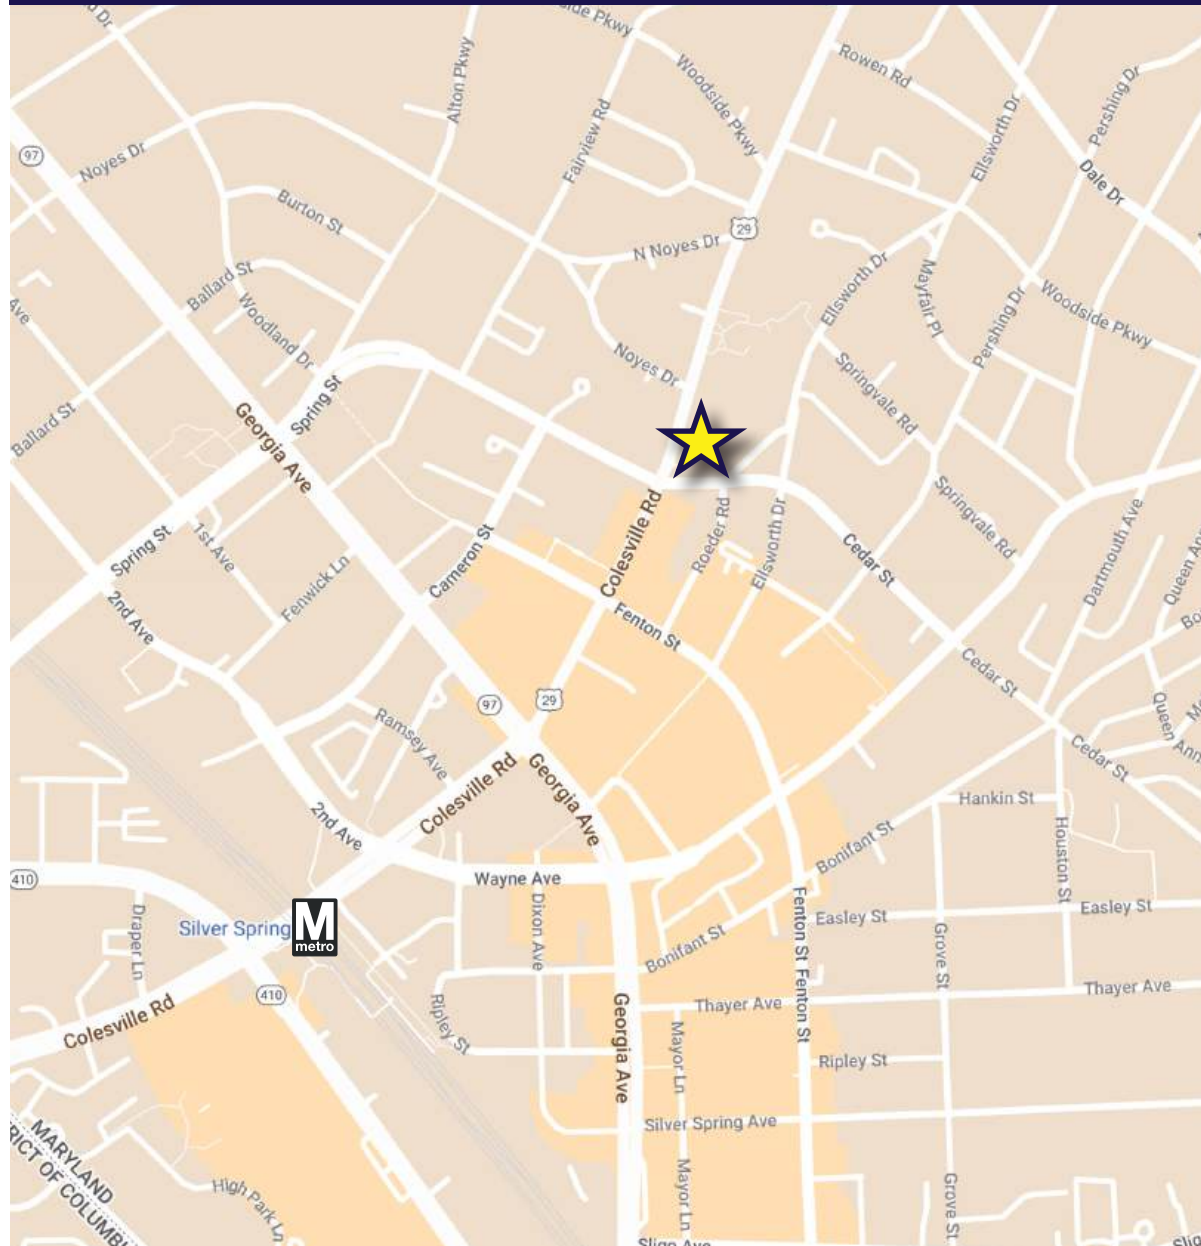 Alton Pkwy
Woodside Pkwy
Rowen Rd
Pershing Dr
Ellsworth Dr
Fairview Rd
97
Noyes Dr
Dale Dr
Burton St
29
N Noyes Dr
Ellsworth Dr
Mayfair Pl
Ballard St
Woodland Dr
Pershing Dr
Woodside Pkwy
Ave
Noyes Dr
Springvale Rd
Spring St
Georgia Ave
Ballard St
Colesville Rd
Roeder Rd
Ellsworth Dr
Springvale Rd
Dartmouth Ave
Spring St
1st Ave
Cameron St
Cedar St
Fenwick Ln
2nd Ave
Fenton St
Cedar St
97
29
Ramsey Ave
Colesville Rd
Georgia Ave
Cedar St
Hankin St
2nd Ave
Bonifant St
Houston St
410
Wayne Ave
Draper Ln
Silver Spring
M
metro
Dixon Ave
Fenton St
Easley St
Easley St
Grove St
Bonifant St
410
Colesville Rd
Ripley St
Georgia Ave
Thayer Ave
Fenton St
Thayer Ave
Mayor Ln
Ripley St
Silver Spring Ave
MARYLAND
High Park Ln
Mayor Ln
Grove St